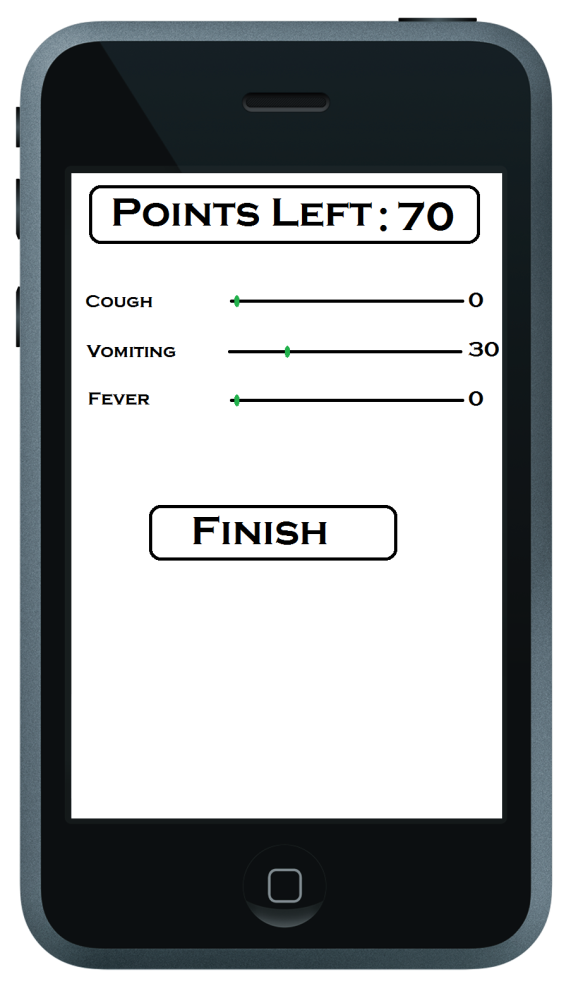 Points Left: 70
Cough 0
Vomiting 30
Fever 0
Finish